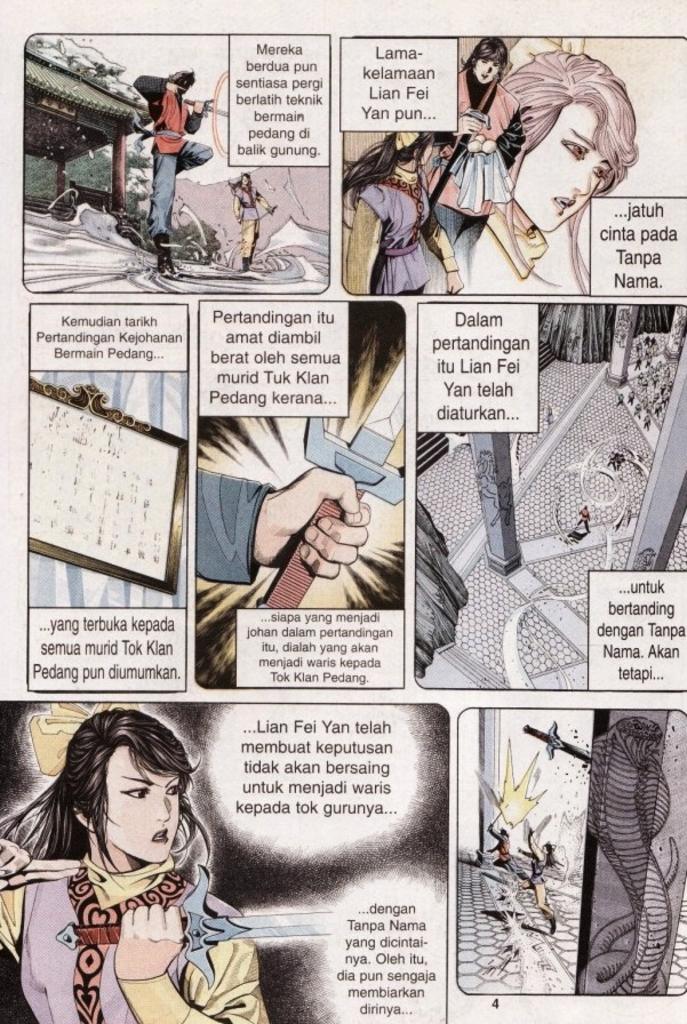 Mereka
berdua pun
sentiasa pergi
berlatih teknik
bermain
pedang di
balik gunung.
Lama-
kelamaan
Lian Fei
Yan pun...
...jatuh
cinta pada
Tanpa
Nama.
Kemudian tarikh
Pertandingan Kejohanan
Bermain Pedang...
...yang terbuka kepada
semua murid Tok Klan
Pedang pun diumumkan.
Pertandingan itu
amat diambil
berat oleh semua
murid Tuk Klan
Pedang kerana...
...siapa yang menjadi
johan dalam pertandingan
itu, dialah yang akan
menjadi waris kepada
Tok Klan Pedang.
Dalam
pertandingan
itu Lian Fei
Yan telah
diaturkan...
...untuk
bertanding
dengan Tanpa
Nama. Akan
tetapi...
...Lian Fei Yan telah
membuat keputusan
tidak akan bersaing
untuk menjadi waris
kepada tok gurunya...
...dengan
Tanpa Nama
yang dicintai-
nya. Oleh itu,
dia pun sengaja
membiarkan
dirinya...
4